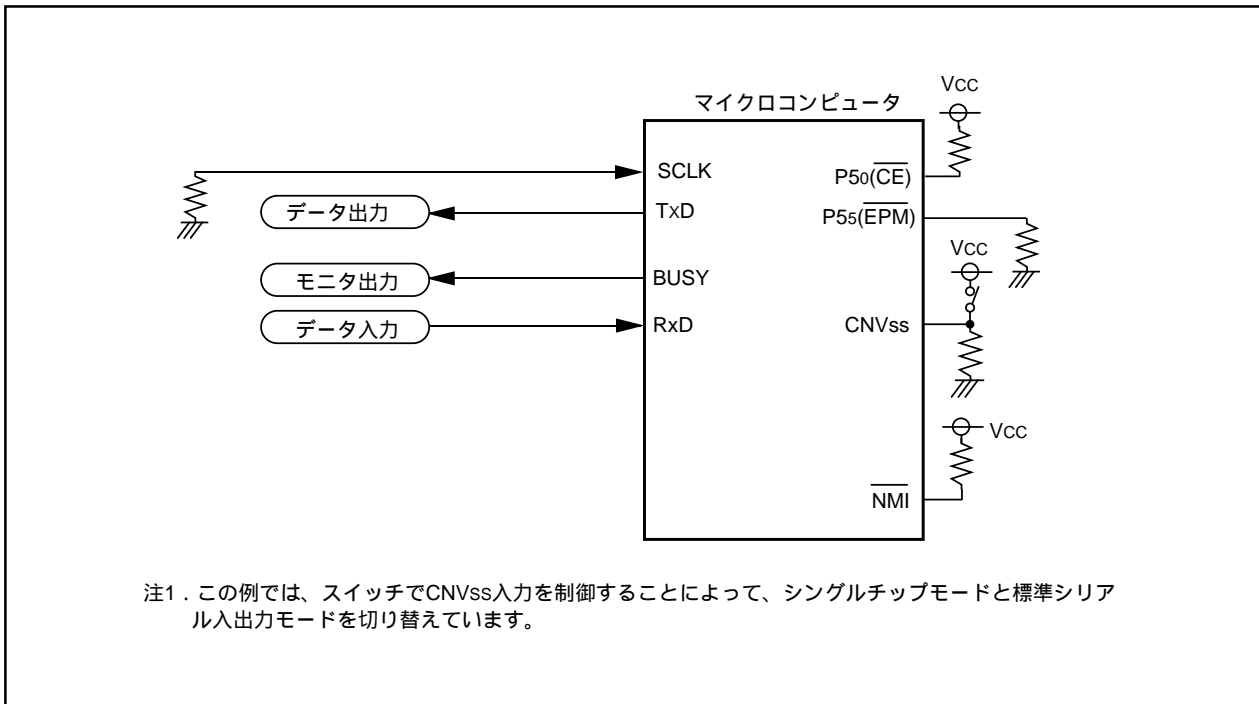 マイクロコンピュータ
VCC
SCLK
P50(CE)
データ出力
TxD
P55(EPM)
VCC
モニタ出力
BUSY
データ入力
RxD
CNVss
VCC
NMI
注1．この例では、スイッチでCNVss入力を制御することによって、シングルチップモードと標準シリア
ル入出力モードを切り替えています。